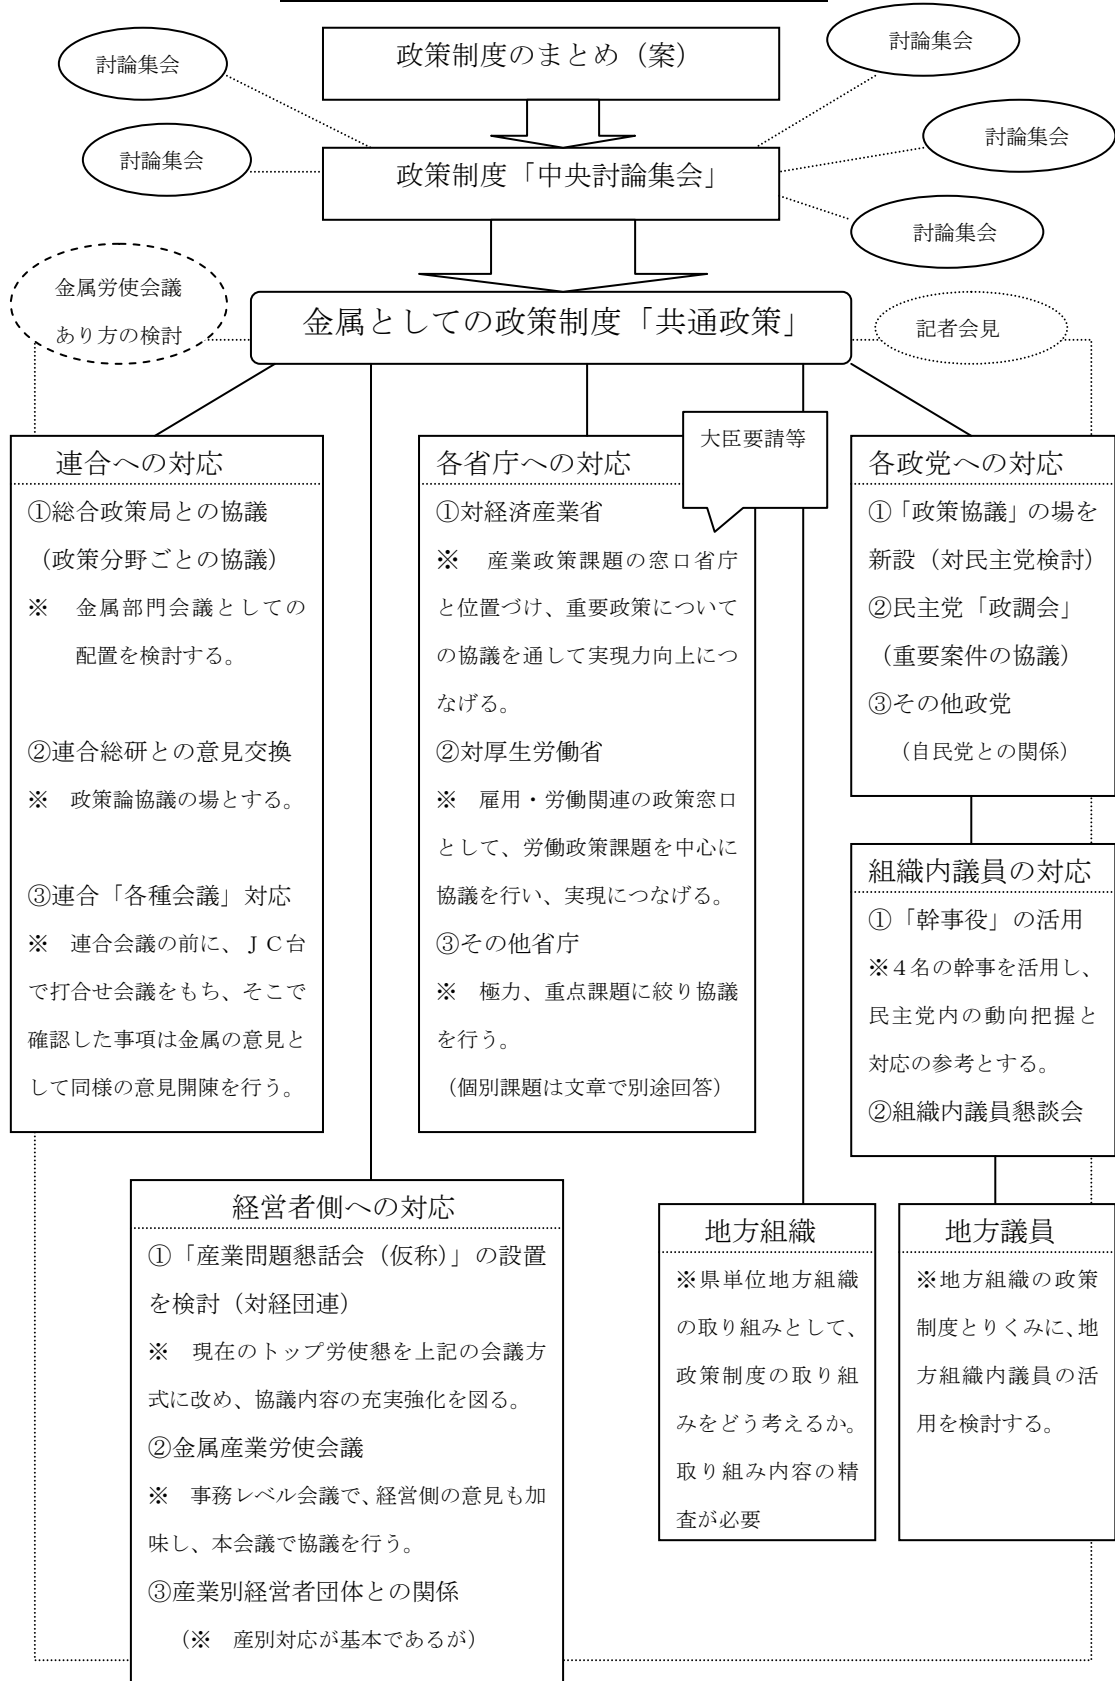 討論集会
政策制度のまとめ（案）
討論集会
討論集会
討論集会
政策制度「中央討論集会」
討論集会
金属労使会議
あり方の検討
金属としての政策制度「共通政策」
記者会見
連合への対応
①総合政策局との協議
（政策分野ごとの協議）
※　金属部門会議としての
配置を検討する。
②連合総研との意見交換
※　政策論協議の場とする。
③連合「各種会議」対応
※　連合会議の前に、ＪＣ台
で打合せ会議をもち、そこで
確認した事項は金属の意見と
して同様の意見開陳を行う。
各省庁への対応
大臣要請等
①対経済産業省
※　産業政策課題の窓口省庁
と位置づけ、重要政策について
の協議を通して実現力向上につ
なげる。
②対厚生労働省
※　雇用・労働関連の政策窓口
として、労働政策課題を中心に
協議を行い、実現につなげる。
③その他省庁
※　極力、重点課題に絞り協議
を行う。
（個別課題は文章で別途回答）
各政党への対応
①「政策協議」の場を
新設（対民主党検討）
②民主党「政調会」
（重要案件の協議）
③その他政党
（自民党との関係）
組織内議員の対応
①「幹事役」の活用
※４名の幹事を活用し、
民主党内の動向把握と
対応の参考とする。
②組織内議員懇談会
経営者側への対応
①「産業問題懇話会（仮称）」の設置
を検討（対経団連）
※　現在のトップ労使懇を上記の会議方
式に改め、協議内容の充実強化を図る。
②金属産業労使会議
※　事務レベル会議で、経営側の意見も加
味し、本会議で協議を行う。
③産業別経営者団体との関係
（※　産別対応が基本であるが）
地方組織
※県単位地方組織
の取り組みとして、
政策制度の取り組
みをどう考えるか。
取り組み内容の精
査が必要
地方議員
※地方組織の政策
制度とりくみに、地
方組織内議員の活
用を検討する。